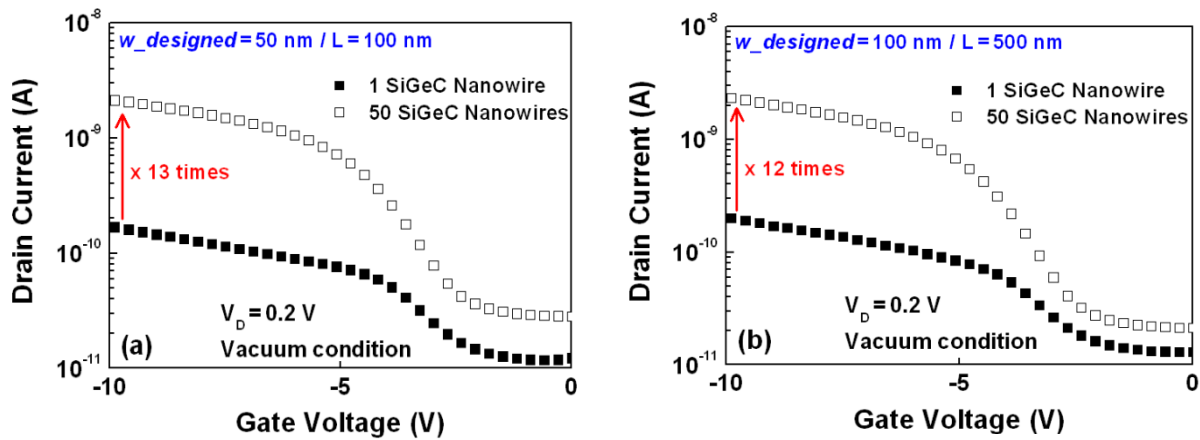 w_designed = 50 nm / L = 100 nm
1 SiGeC Nanowire
50 SiGeC Nanowires
x 13 times
V_D = 0.2 V
Vacuum condition
(a)
Drain Current (A)
10^-8
10^-9
10^-10
10^-11
-10
-5
0
Gate Voltage (V)
w_designed = 100 nm / L = 500 nm
1 SiGeC Nanowire
50 SiGeC Nanowires
x 12 times
V_D = 0.2 V
Vacuum condition
(b)
Drain Current (A)
10^-8
10^-9
10^-10
10^-11
-10
-5
0
Gate Voltage (V)